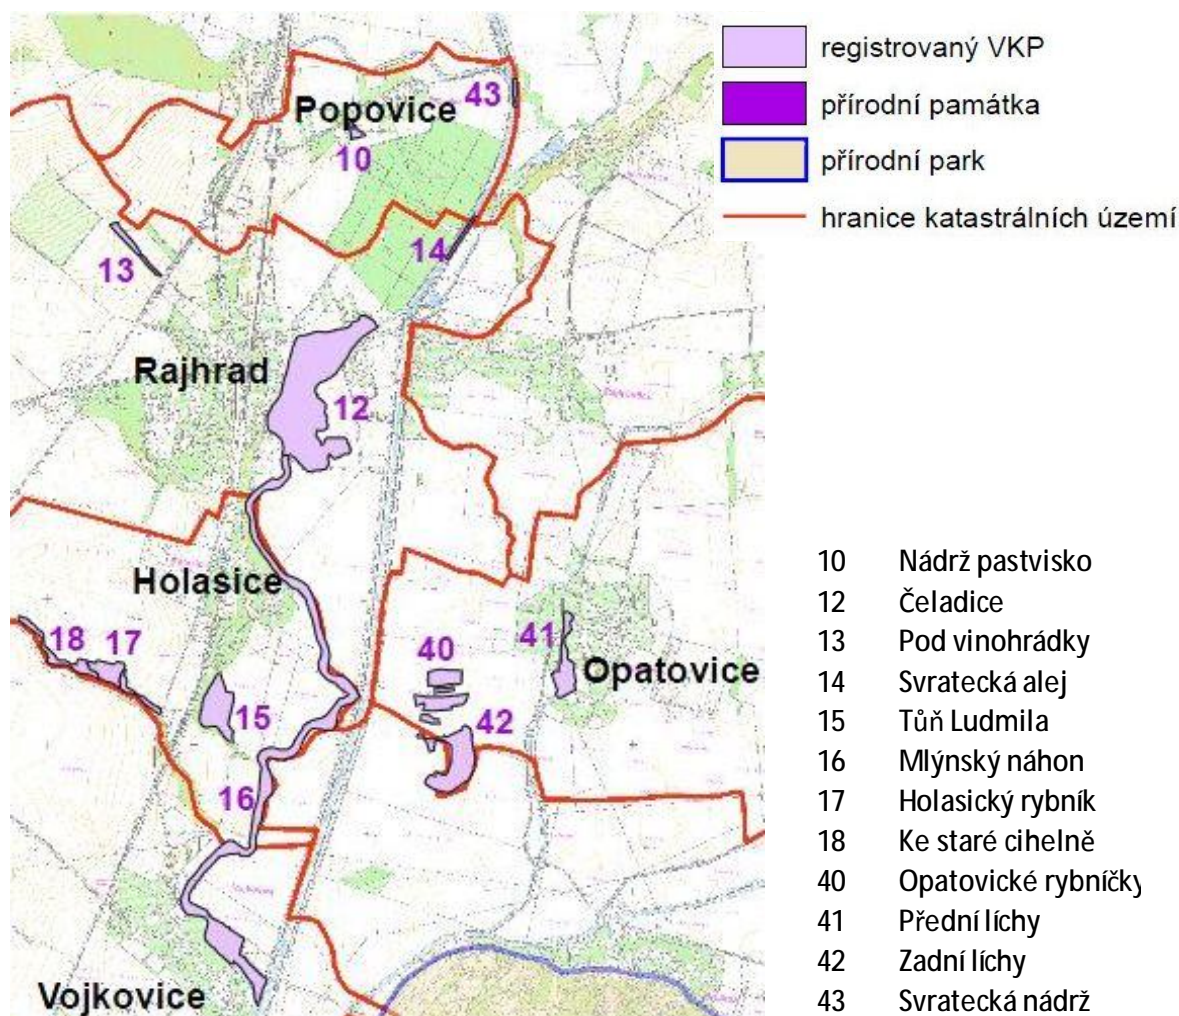 registrovaný VKP
přírodní památka
přírodní park
hranice katastrálních území
43
Popovice
10
14
13
Rajhrad
12
Holasice
18
17
41
40
Opatovice
15
42
16
Vojkovice
10 Nádrž pastvisko
12 Čeladice
13 Pod vinohrádky
14 Svratecká alej
15 Tůň Ludmila
16 Mlýnský náhon
17 Holasický rybník
18 Ke staré cihelně
40 Opatovické rybníčky
41 Přední líchy
42 Zadní líchy
43 Svratecká nádrž